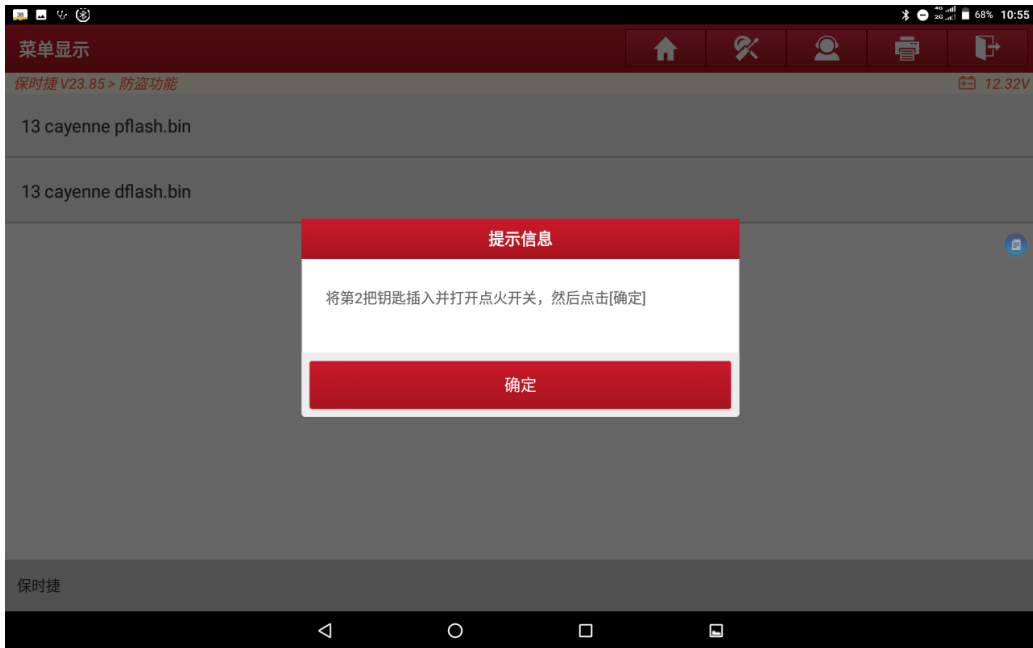 68% 10:55
菜单显示
保时捷 V23.85 > 防盗功能 12.32V
13 cayenne pflash.bin
13 cayenne dflash.bin
提示信息
将第2把钥匙插入并打开点火开关，然后点击[确定]
确定
保时捷